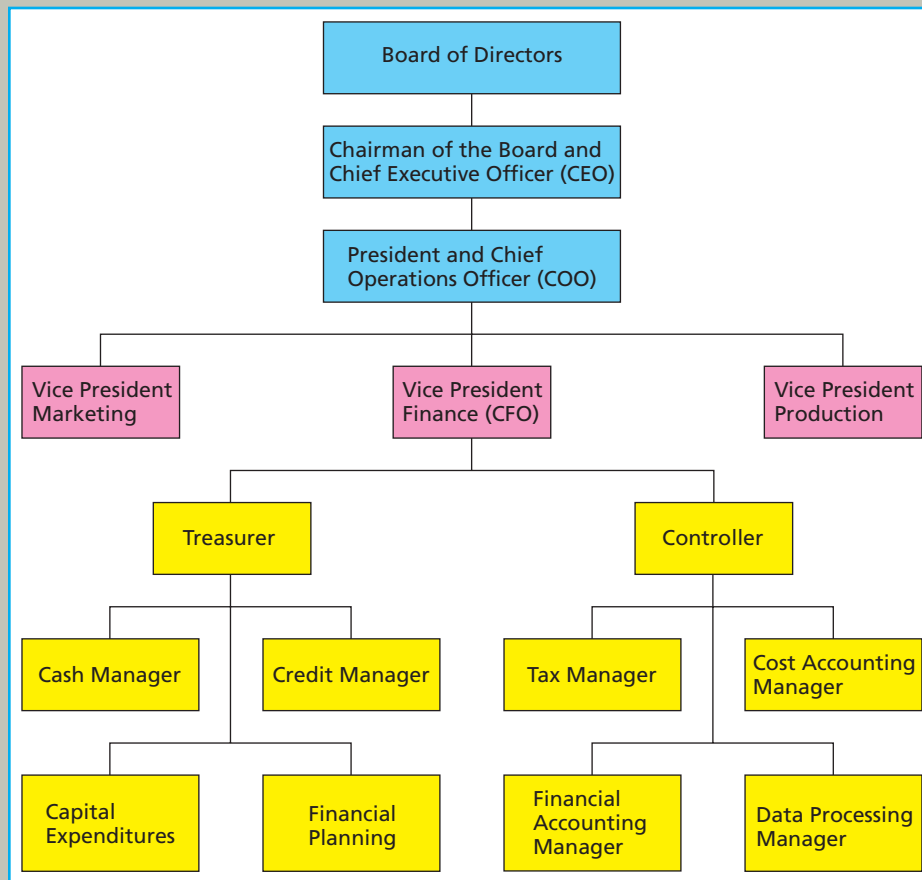 Board of Directors
Chairman of the Board and
Chief Executive Officer (CEO)
President and Chief
Operations Officer (COO)
Vice President
Marketing
Vice President
Finance (CFO)
Vice President
Production
Treasurer
Controller
Cash Manager
Credit Manager
Tax Manager
Cost Accounting
Manager
Capital
Expenditures
Financial
Planning
Financial
Accounting
Manager
Data Processing
Manager